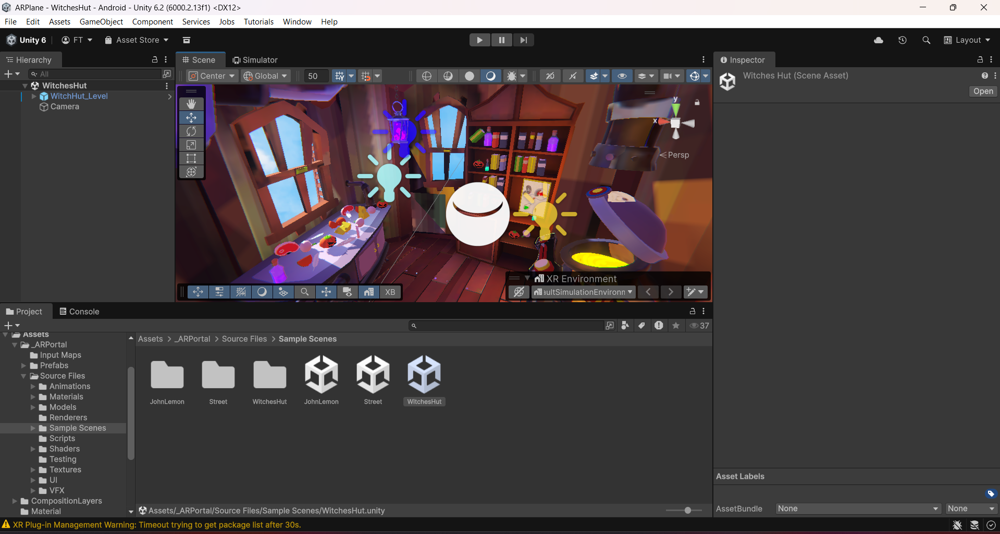 ARPlane - WitchesHut - Android - Unity 6.2 (6000.2.13f1) <DX12>
File Edit Assets GameObject Component Services Jobs Tutorials Window Help
Unity 6 FT Asset Store Layout
Hierarchy
All
WitchesHut
WitchHut_Level
Camera
Scene Simulator
Center Global 50 2D
y
x
Persp
XR Environment
aultSimulationEnvironn
XB
Inspector
Witches Hut (Scene Asset)
Open
Project Console
37
Assets
_ARPortal
Input Maps
Prefabs
Source Files
Animations
Materials
Models
Renderers
Sample Scenes
Scripts
Shaders
Testing
Textures
UI
VFX
CompositionLayers
Material
Assets > _ARPortal > Source Files > Sample Scenes
JohnLemon Street WitchesHut JohnLemon Street WitchesHut
Assets/_ARPortal/Source Files/Sample Scenes/WitchesHut.unity
Asset Labels
AssetBundle None None
XR Plug-in Management Warning: Timeout trying to get package list after 30s.